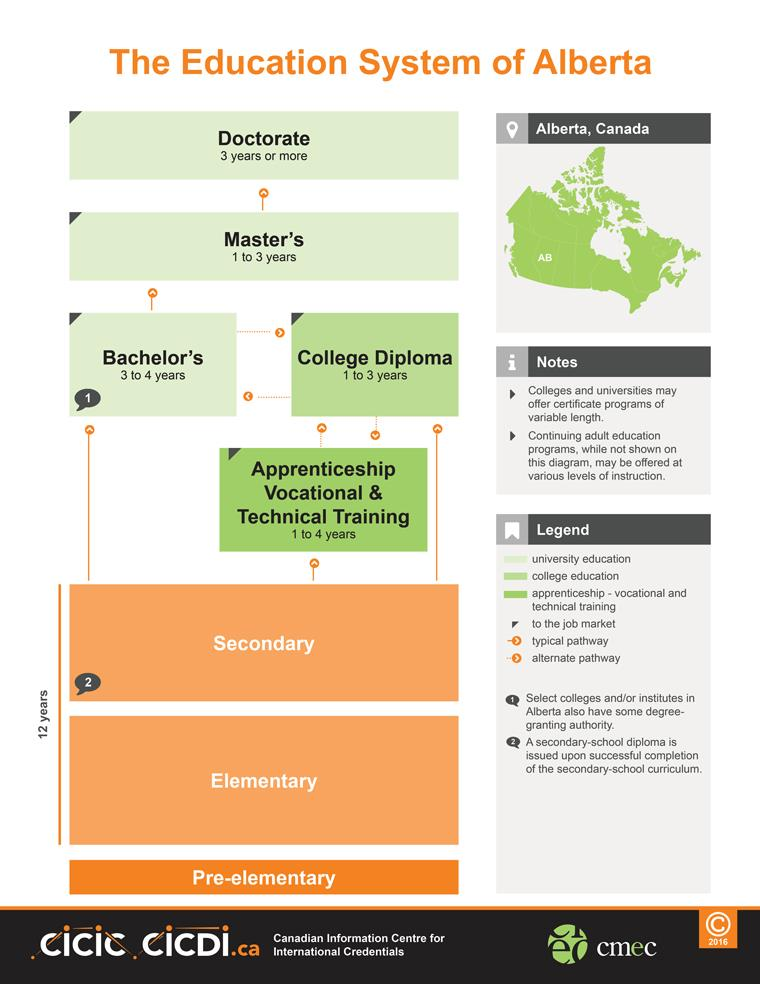 The Education System of Alberta
Doctorate
3 years or more
Master's
1 to 3 years
Bachelor's
3 to 4 years
1
College Diploma
1 to 3 years
Apprenticeship
Vocational &
Technical Training
1 to 4 years
Secondary
2
12 years
Elementary
Pre-elementary
Alberta, Canada
AB
Notes
Colleges and universities may
offer certificate programs of
variable length.
Continuing adult education
programs, while not shown on
this diagram, may be offered at
various levels of instruction.
Legend
university education
college education
apprenticeship - vocational and
technical training
to the job market
typical pathway
alternate pathway
1 Select colleges and/or institutes in
Alberta also have some degree-
granting authority.
2 A secondary-school diploma is
issued upon successful completion
of the secondary-school curriculum.
cicic cicdi.ca
Canadian Information Centre for
International Credentials
cmec
©
2016